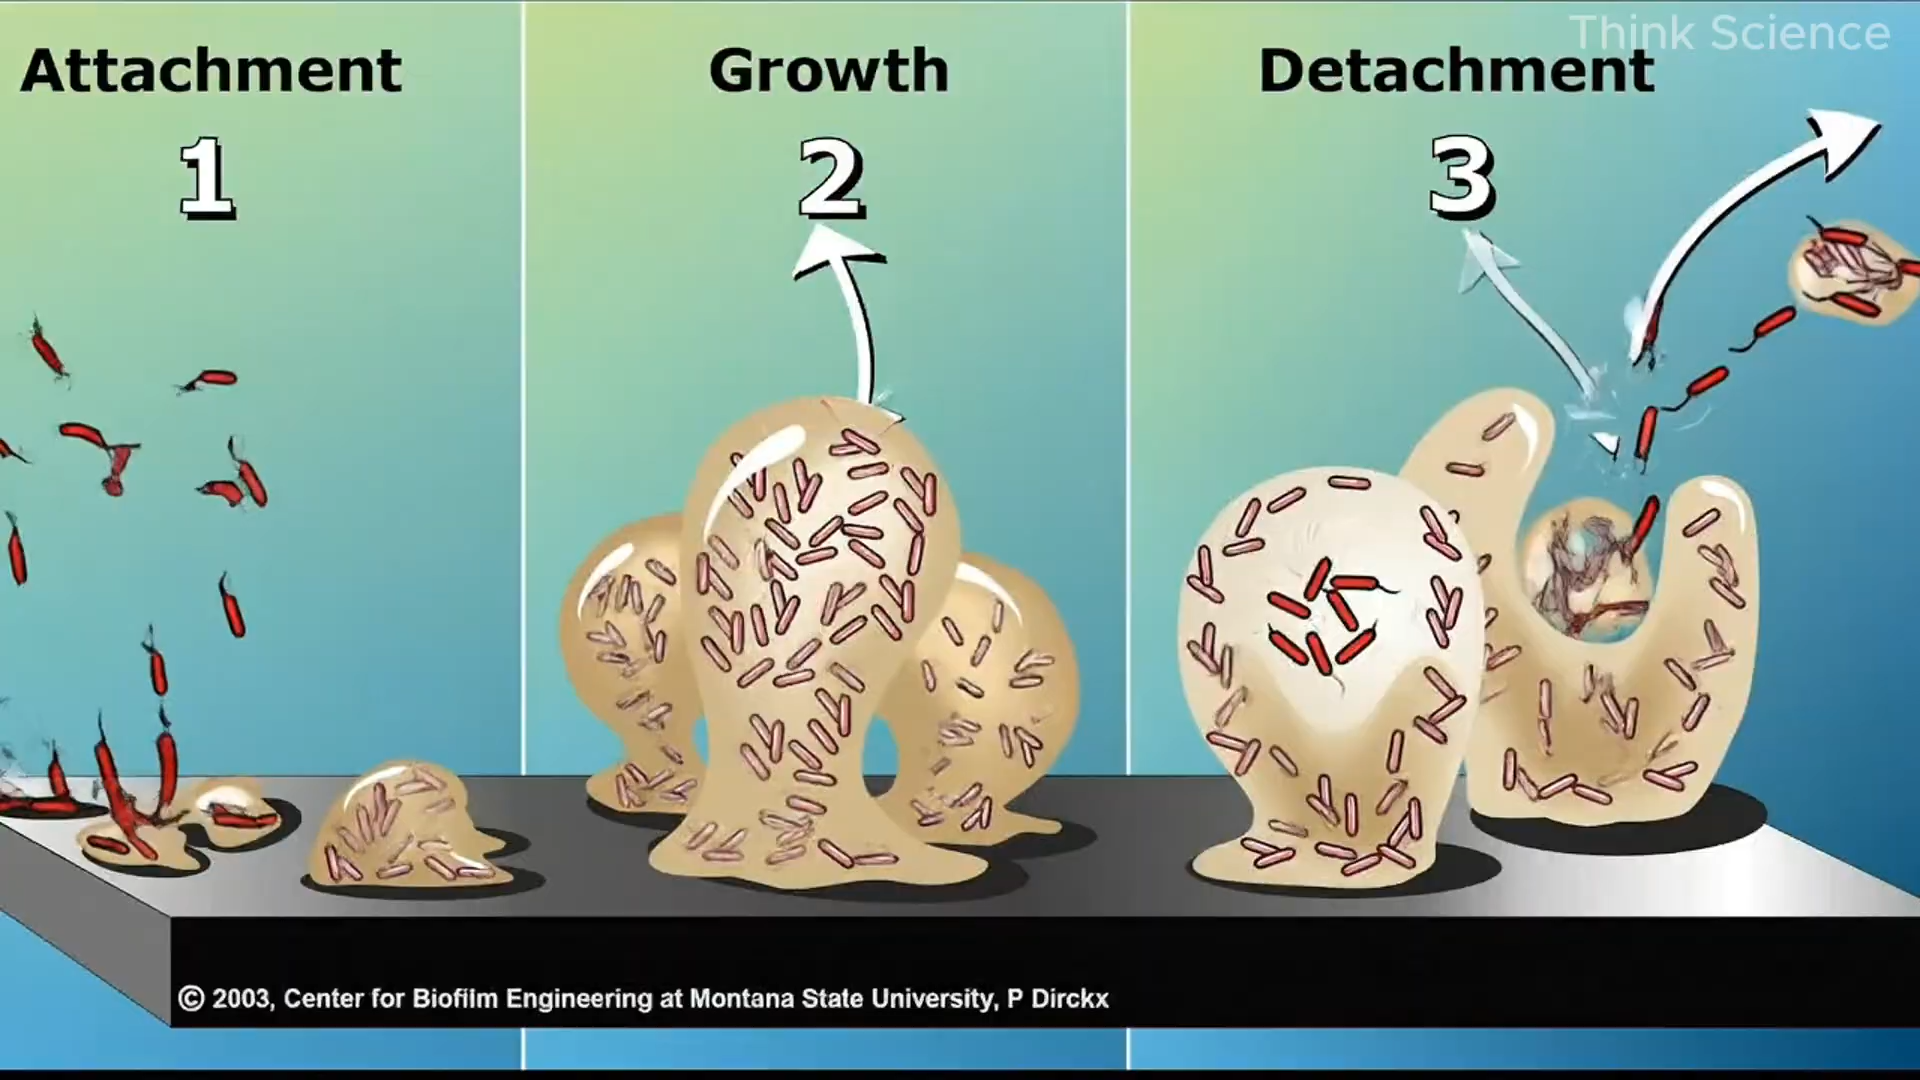 Think Science
Attachment
Growth
Detachment
1
2
3
© 2003, Center for Biofilm Engineering at Montana State University, P Dirckx